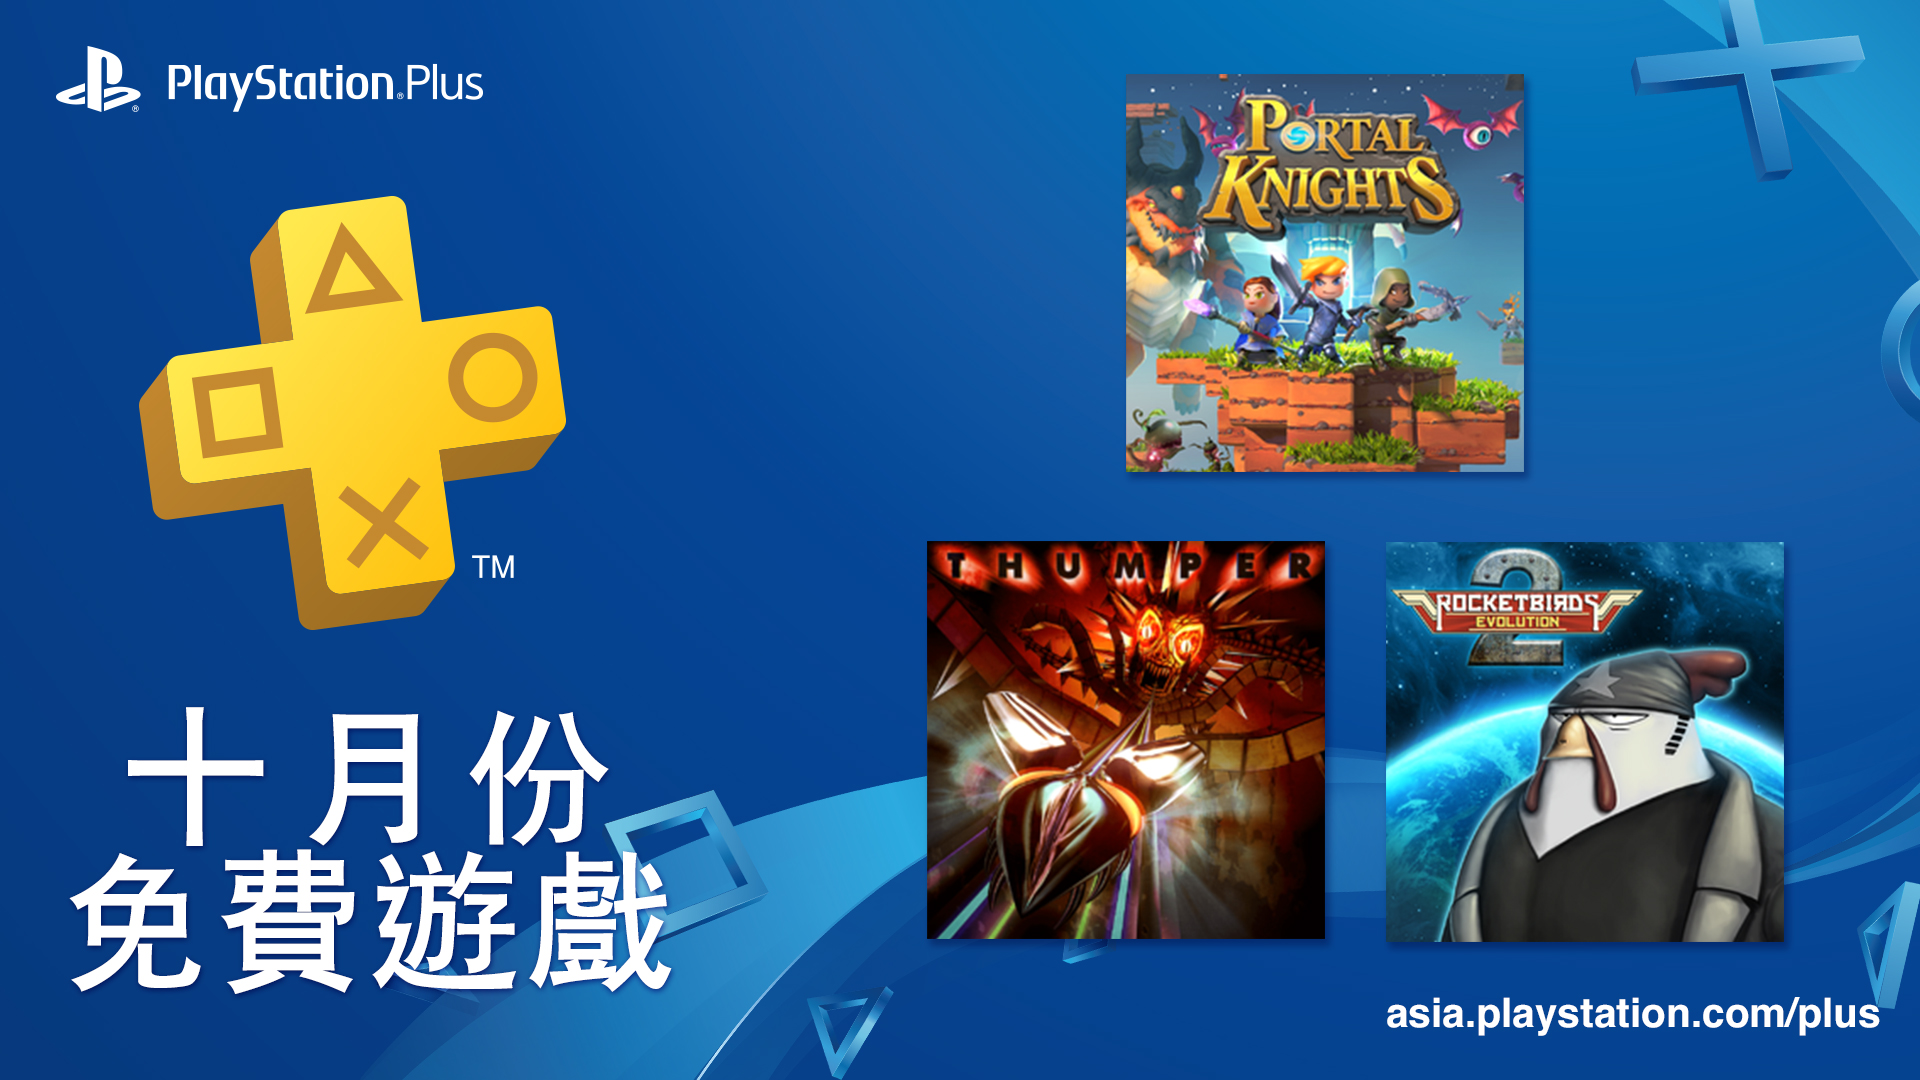 PlayStation®Plus
TM
十月份
免費遊戲
PORTAL
KNIGHTS
THUMPER
2
ROCKETBIRDS
EVOLUTION
asia.playstation.com/plus